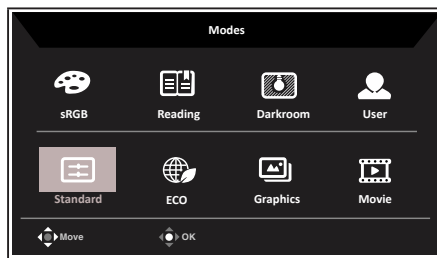 Modes
sRGB Reading Darkroom User
Standard ECO Graphics Movie
Move OK